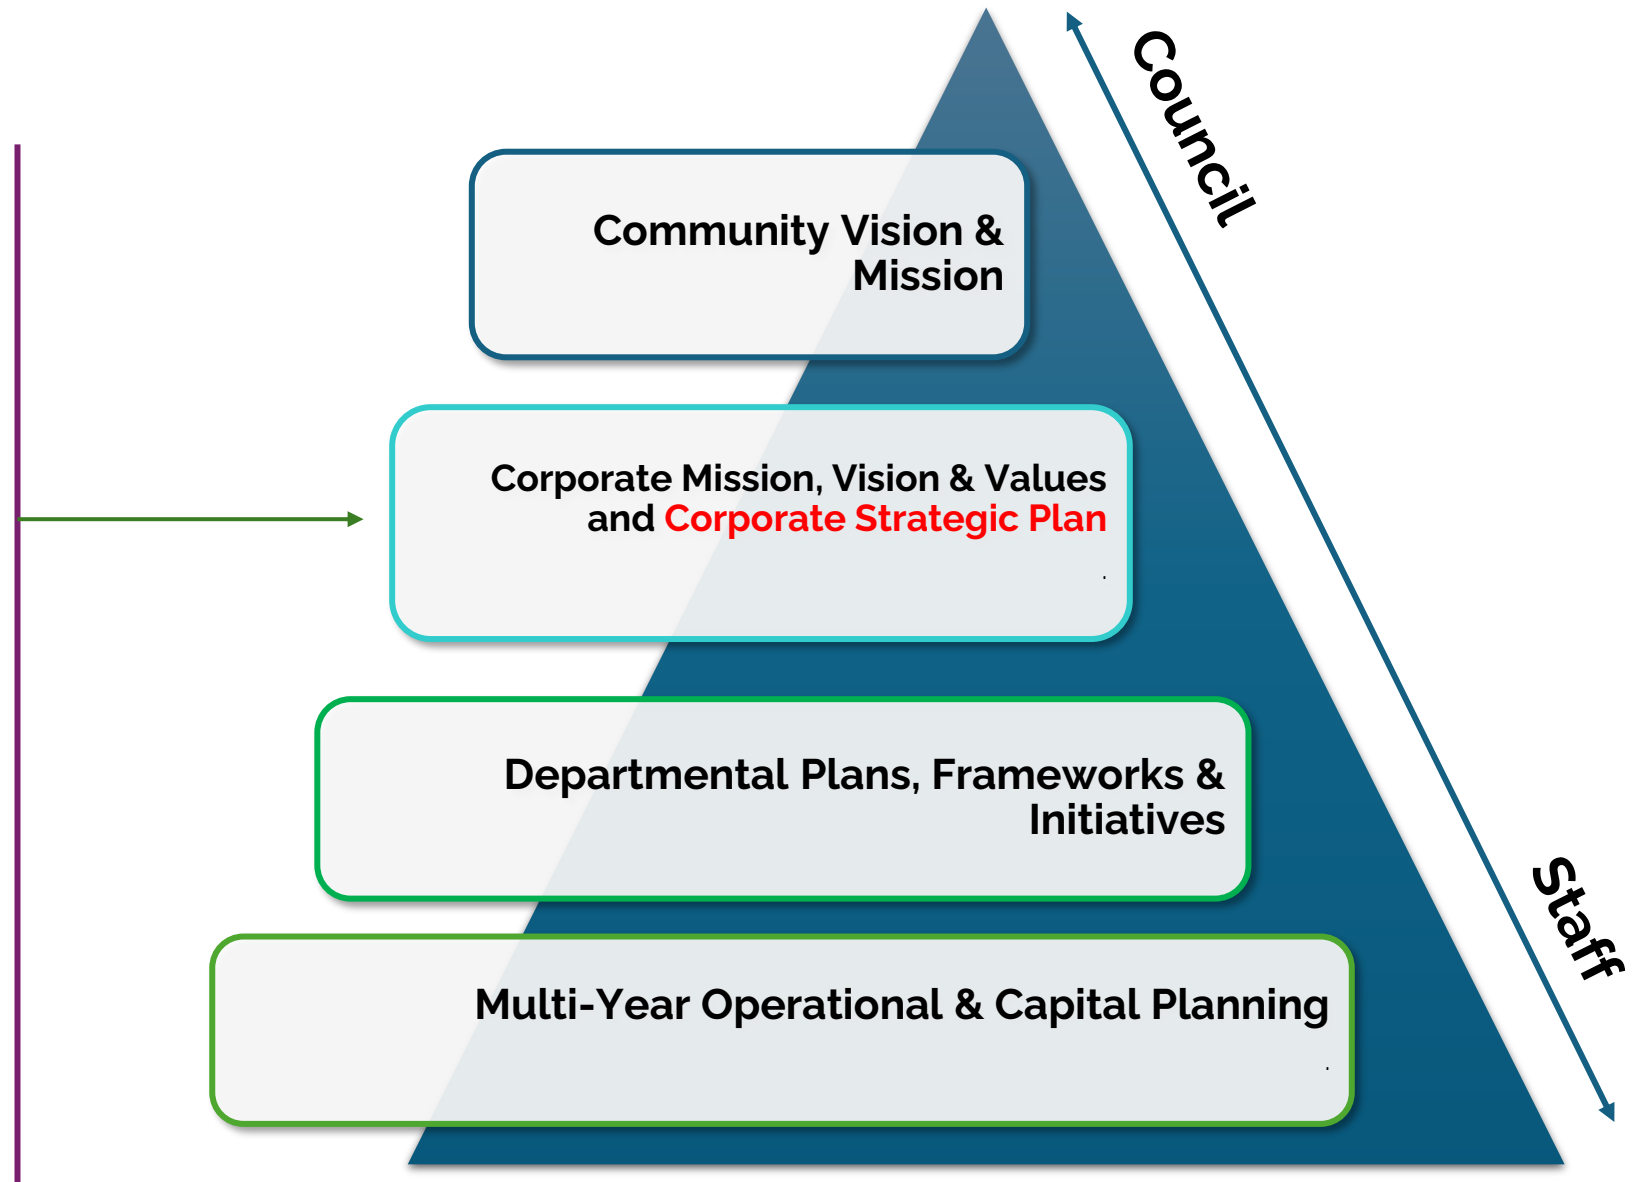 Council
Community Vision &
Mission
Corporate Mission, Vision & Values
and Corporate Strategic Plan
.
Departmental Plans, Frameworks &
Initiatives
Staff
Multi-Year Operational & Capital Planning
.